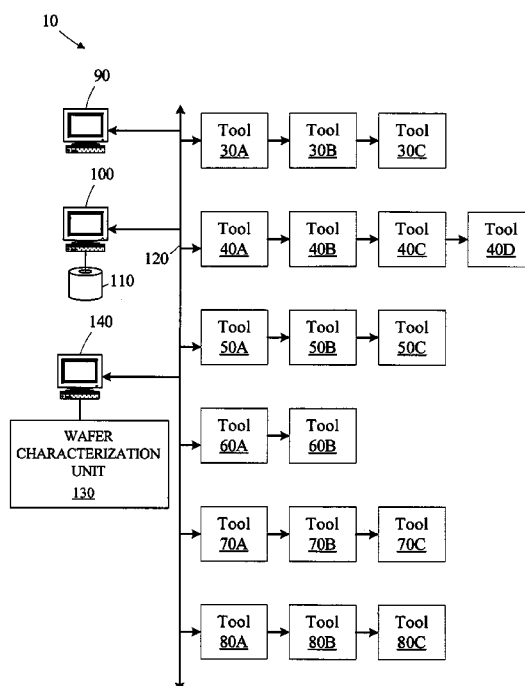 10
90
Tool
30A
Tool
30B
Tool
30C
100
120
110
Tool
40A
Tool
40B
Tool
40C
Tool
40D
140
Tool
50A
Tool
50B
Tool
50C
WAFER
CHARACTERIZATION
UNIT
130
Tool
60A
Tool
60B
Tool
70A
Tool
70B
Tool
70C
Tool
80A
Tool
80B
Tool
80C